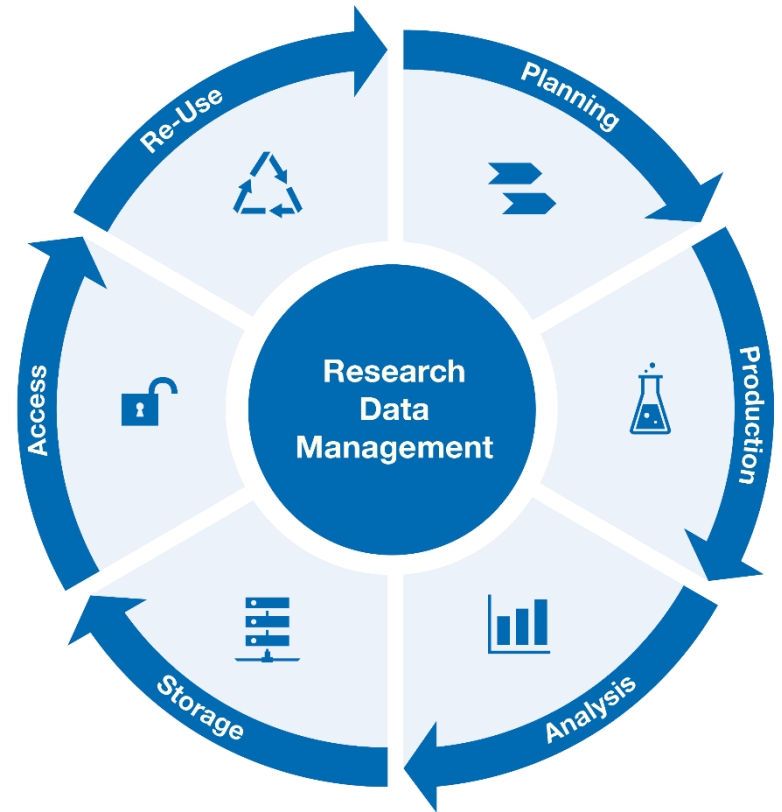 Research
Data
Management
Planning
Production
Analysis
Storage
Access
Re-Use